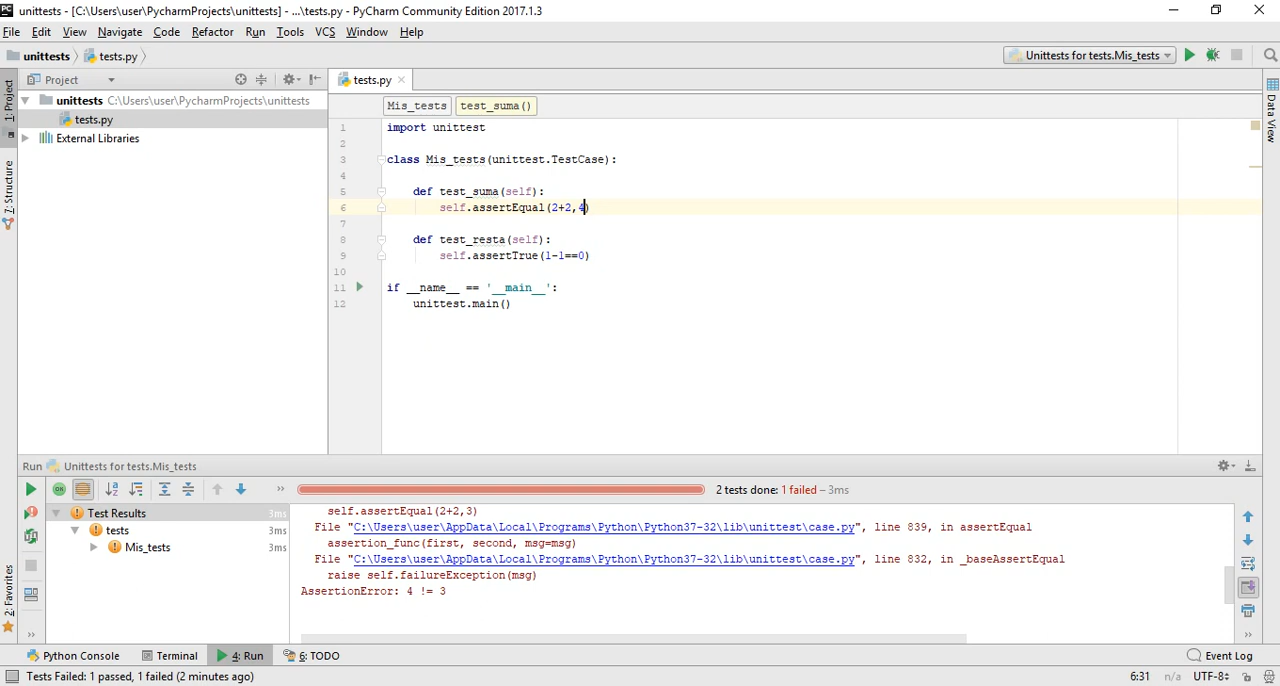 unittests - [C:\Users\user\PycharmProjects\unittests] - ...\tests.py - PyCharm Community Edition 2017.1.3
File Edit View Navigate Code Refactor Run Tools VCS Window Help
unittests tests.py Unittests for tests.Mis_tests
1: Project
7: Structure
2: Favorites
Project
unittests C:\Users\user\PycharmProjects\unittests
tests.py
External Libraries
tests.py
Mis_tests test_suma()
1 import unittest
2
3 class Mis_tests(unittest.TestCase):
4
5 def test_suma(self):
6 self.assertEqual(2+2,4)
7
8 def test_resta(self):
9 self.assertTrue(1-1==0)
10
11 if __name__ == '__main__':
12 unittest.main()
Data View
Run Unittests for tests.Mis_tests
2 tests done: 1 failed – 3ms
Test Results 3ms
tests 3ms
Mis_tests 3ms
self.assertEqual(2+2,3)
File "C:\Users\user\AppData\Local\Programs\Python\Python37-32\lib\unittest\case.py", line 839, in assertEqual
assertion_func(first, second, msg=msg)
File "C:\Users\user\AppData\Local\Programs\Python\Python37-32\lib\unittest\case.py", line 832, in _baseAssertEqual
raise self.failureException(msg)
AssertionError: 4 != 3
Python Console Terminal 4: Run 6: TODO Event Log
Tests Failed: 1 passed, 1 failed (2 minutes ago) 6:31 n/a UTF-8